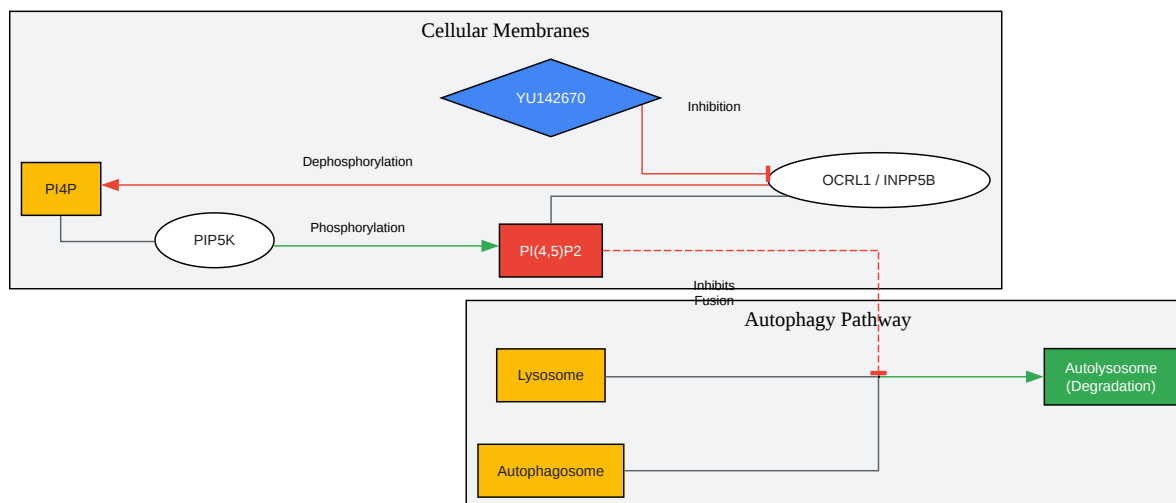 Cellular Membranes
YU142670
Inhibition
Dephosphorylation
OCRL1 / INPP5B
PI4P
Phosphorylation
PIP5K
PI(4,5)P2
Inhibits
Fusion
Autophagy Pathway
Lysosome
Autolysosome
(Degradation)
Autophagosome